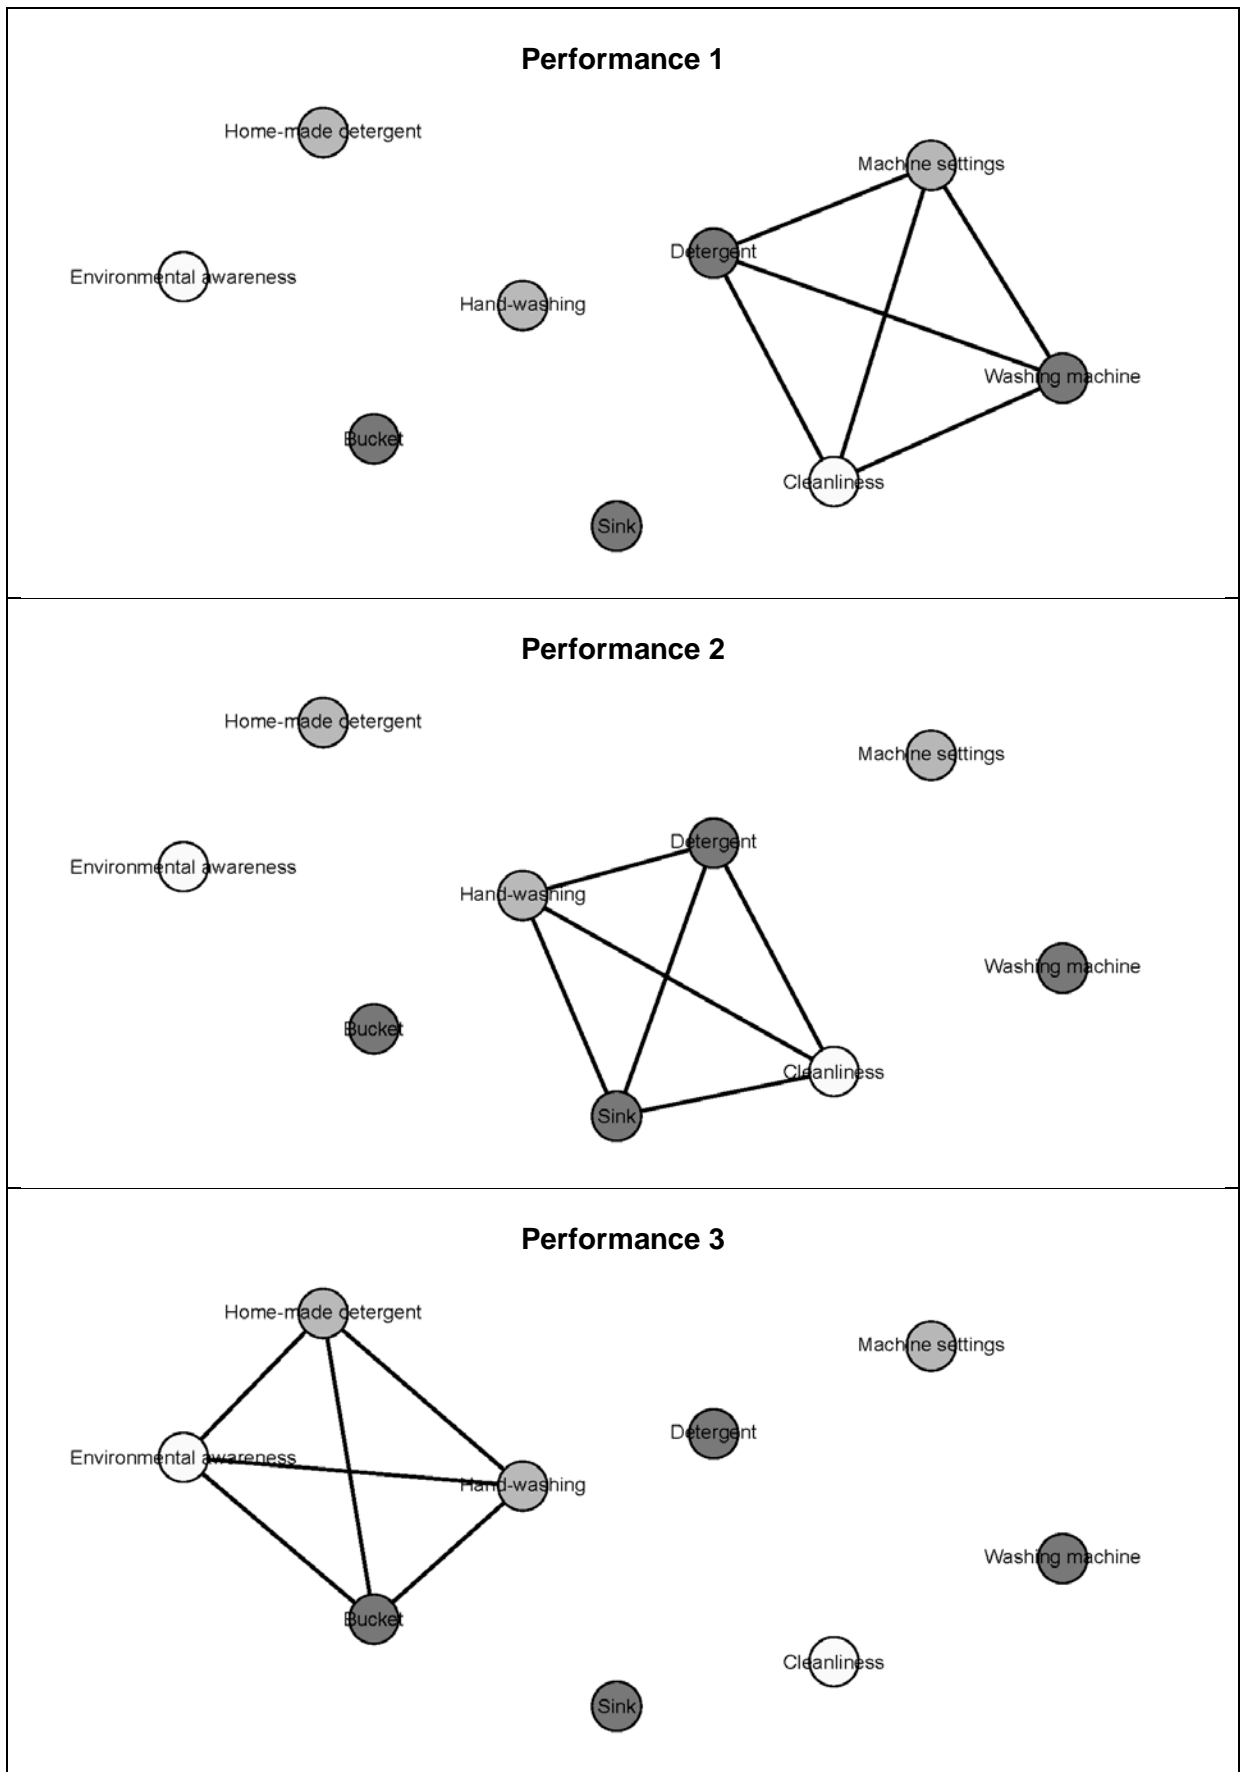 Performance 1
Home-made detergent
Machine settings
Detergent
Environmental awareness
Hand-washing
Washing machine
Bucket
Cleanliness
Sink
Performance 2
Home-made detergent
Machine settings
Detergent
Environmental awareness
Hand-washing
Washing machine
Bucket
Cleanliness
Sink
Performance 3
Home-made detergent
Machine settings
Detergent
Environmental awareness
Hand-washing
Washing machine
Bucket
Cleanliness
Sink